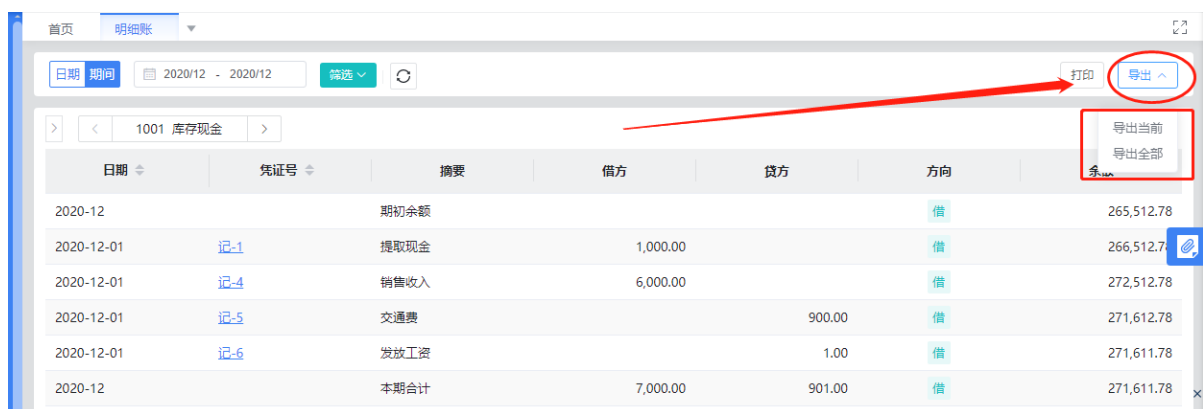 首页 明细账
日期 期间 2020/12 - 2020/12 筛选 打印 导出
1001 库存现金 导出当前
导出全部
日期 凭证号 摘要 借方 贷方 方向
2020-12 期初余额 借 265,512.78
2020-12-01 记-1 提取现金 1,000.00 借 266,512.7
2020-12-01 记-4 销售收入 6,000.00 借 272,512.78
2020-12-01 记-5 交通费 900.00 借 271,612.78
2020-12-01 记-6 发放工资 1.00 借 271,611.78
2020-12 本期合计 7,000.00 901.00 借 271,611.78